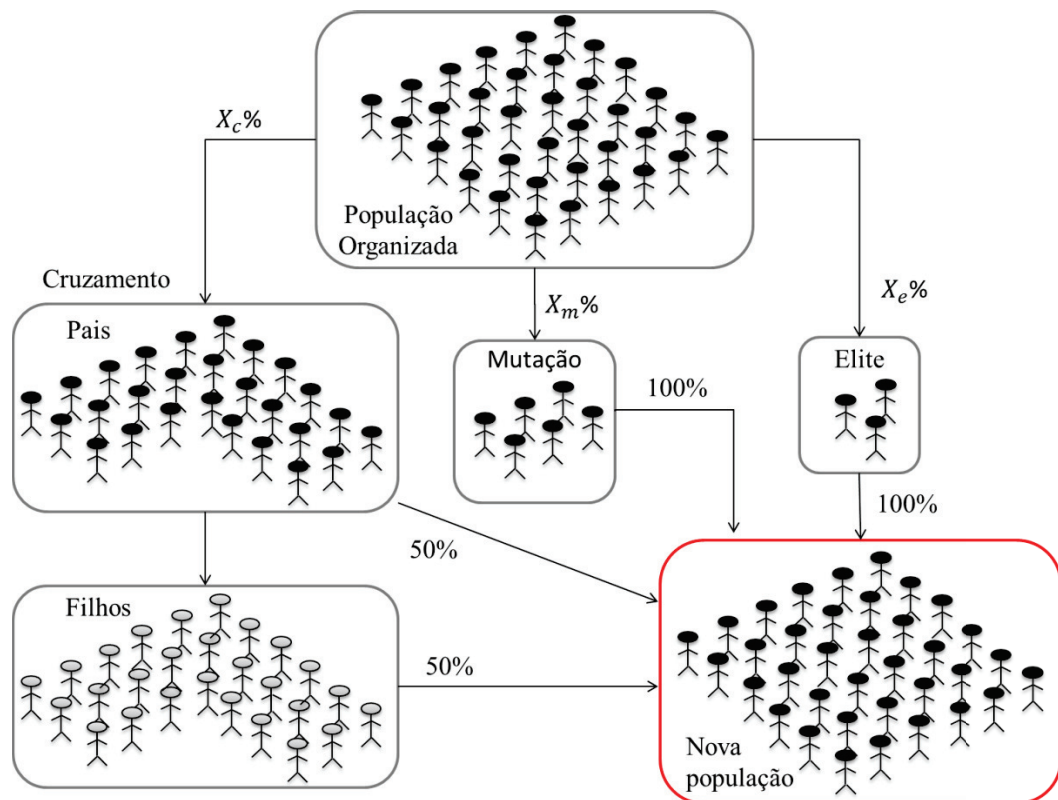 População
Organizada
𝑋𝑐%
𝑋𝑚%
𝑋𝑒%
Cruzamento
Pais
Mutação
Elite
100%
100%
50%
Filhos
50%
Nova
população